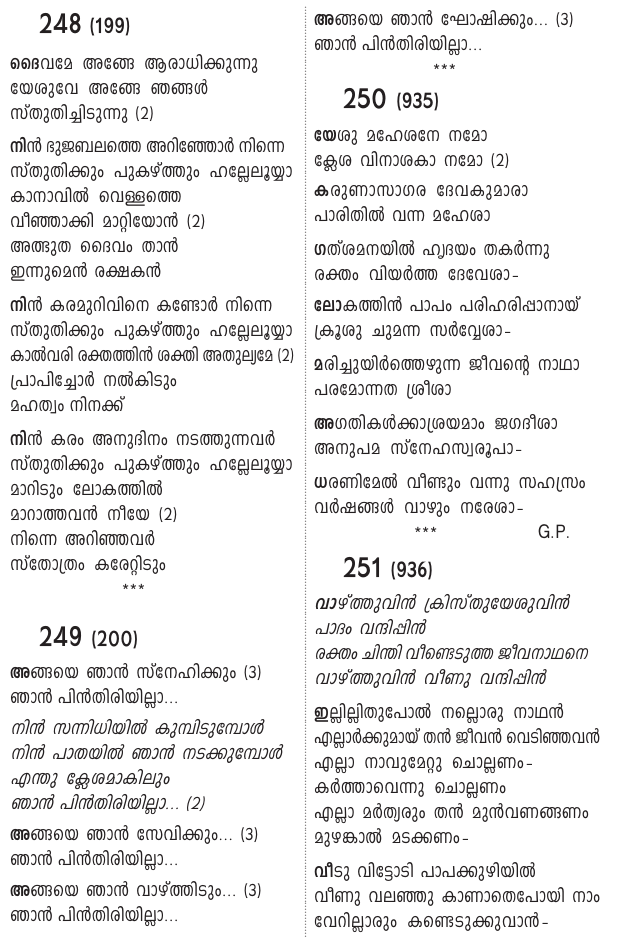 248 (199)
ദൈവമേ അങ്ങേ ആരാധിക്കുന്നു
യേശുവേ അങ്ങേ ഞങ്ങൾ
സ്തുതിച്ചിടുന്നു (2)
നിൻ ഭുജബലത്തെ അറിഞ്ഞോർ നിന്നെ
സ്തുതിക്കും പുകഴ്ത്തും ഹല്ലേലൂയ്യാ
കാനാവിൽ വെള്ളത്തെ
വീഞ്ഞാക്കി മാറ്റിയോൻ (2)
അത്ഭുത ദൈവം താൻ
ഇന്നുമെൻ രക്ഷകൻ
നിൻ കരമുറിവിനെ കണ്ടോർ നിന്നെ
സ്തുതിക്കും പുകഴ്ത്തും ഹല്ലേലൂയ്യാ
കാൽവരി രക്തത്തിൻ ശക്തി അതുല്യമേ (2)
പ്രാപിച്ചോർ നൽകിടും
മഹത്വം നിനക്ക്
നിൻ കരം അനുദിനം നടത്തുന്നവർ
സ്തുതിക്കും പുകഴ്ത്തും ഹല്ലേലൂയ്യാ
മാറിടും ലോകത്തിൽ
മാറാത്തവൻ നീയേ (2)
നിന്നെ അറിഞ്ഞവർ
സ്തോത്രം കരേറ്റിടും
***
249 (200)
അങ്ങയെ ഞാൻ സ്നേഹിക്കും (3)
ഞാൻ പിൻതിരിയില്ലാ...
നിൻ സന്നിധിയിൽ കുമ്പിടുമ്പോൾ
നിൻ പാതയിൽ ഞാൻ നടക്കുമ്പോൾ
എന്തു ക്ലേശമാകിലും
ഞാൻ പിൻതിരിയില്ലാ... (2)
അങ്ങയെ ഞാൻ സേവിക്കും... (3)
ഞാൻ പിൻതിരിയില്ലാ...
അങ്ങയെ ഞാൻ വാഴ്ത്തിടും... (3)
ഞാൻ പിൻതിരിയില്ലാ...
അങ്ങയെ ഞാൻ ഘോഷിക്കും... (3)
ഞാൻ പിൻതിരിയില്ലാ...
***
250 (935)
യേശു മഹേശനേ നമോ
ക്ലേശ വിനാശകാ നമോ (2)
കരുണാസാഗര ദേവകുമാരാ
പാരിതിൽ വന്ന മഹേശാ
ഗത്ശമനയിൽ ഹൃദയം തകർന്നു
രക്തം വിയർത്ത ദേവേശാ-
ലോകത്തിൻ പാപം പരിഹരിപ്പാനായ്
ക്രൂശു ചുമന്ന സർവ്വേശാ-
മരിച്ചുയിർത്തെഴുന്ന ജീവന്റെ നാഥാ
പരമോന്നത ശ്രീശാ
അഗതികൾക്കാശ്രയമാം ജഗദീശാ
അനുപമ സ്നേഹസ്വരൂപാ-
ധരണിമേൽ വീണ്ടും വന്നു സഹസ്രം
വർഷങ്ങൾ വാഴും നരേശാ-
*** G.P.
251 (936)
വാഴ്ത്തുവിൻ ക്രിസ്തുയേശുവിൻ
പാദം വന്ദിപ്പിൻ
രക്തം ചിന്തി വീണ്ടെടുത്ത ജീവനാഥനെ
വാഴ്ത്തുവിൻ വീണു വന്ദിപ്പിൻ
ഇല്ലില്ലിതുപോൽ നല്ലൊരു നാഥൻ
എല്ലാർക്കുമായ് തൻ ജീവൻ വെടിഞ്ഞവൻ
എല്ലാ നാവുമേറ്റു ചൊല്ലണം-
കർത്താവെന്നു ചൊല്ലണം
എല്ലാ മർത്യരും തൻ മുൻവണങ്ങണം
മുഴങ്കാൽ മടക്കണം-
വീടു വിട്ടോടി പാപക്കുഴിയിൽ
വീണു വലഞ്ഞു കാണാതെപോയി നാം
വേറില്ലാരും കണ്ടെടുക്കുവാൻ-